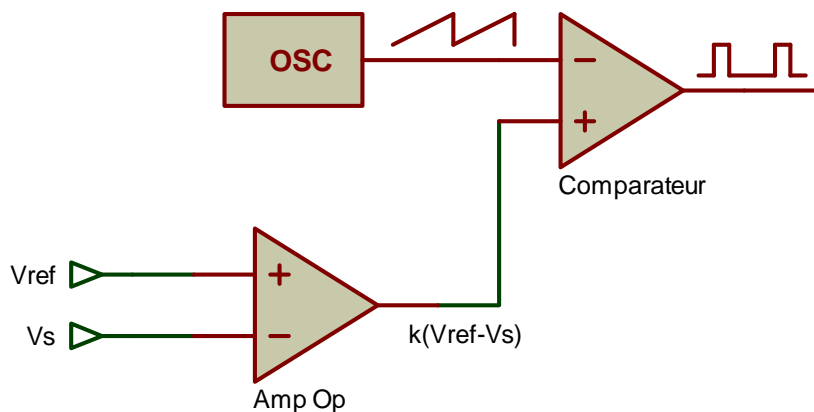 OSC
−
+
Comparateur
Vref
+
Vs
−
k(Vref-Vs)
Amp Op